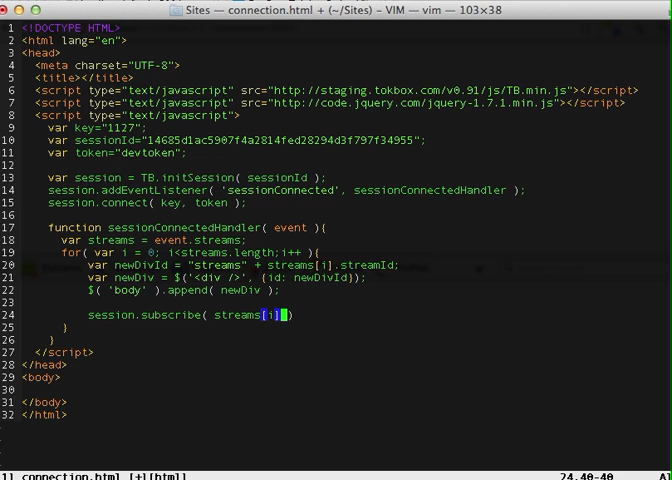 Sites — connection.html + (~/Sites) — VIM — vim — 103×38
1 <!DOCTYPE HTML>
2 <html lang="en">
3 <head>
4 <meta charset="UTF-8">
5 <title></title>
6 <script type="text/javascript" src="http://staging.tokbox.com/v0.91/js/TB.min.js"></script>
7 <script type="text/javascript" src="http://code.jquery.com/jquery-1.7.1.min.js"></script>
8 <script type="text/javascript">
9 var key="1127";
10 var sessionId="14685d1ac5907f4a2814fed28294d3f797f34955";
11 var token="devtoken";
12
13 var session = TB.initSession( sessionId );
14 session.addEventListener( 'sessionConnected', sessionConnectedHandler );
15 session.connect( key, token );
16
17 function sessionConnectedHandler( event ){
18 var streams = event.streams;
19 for( var i = 0; i<streams.length;i++ ){
20 var newDivId = "streams" + streams[i].streamId;
21 var newDiv = $('<div />', {id: newDivId});
22 $( 'body' ).append( newDiv );
23
24 session.subscribe( streams[i] )
25 }
26 }
27 </script>
28 </head>
29 <body>
30
31 </body>
32 </html>
1] connection.html [+][html] 24,40-40